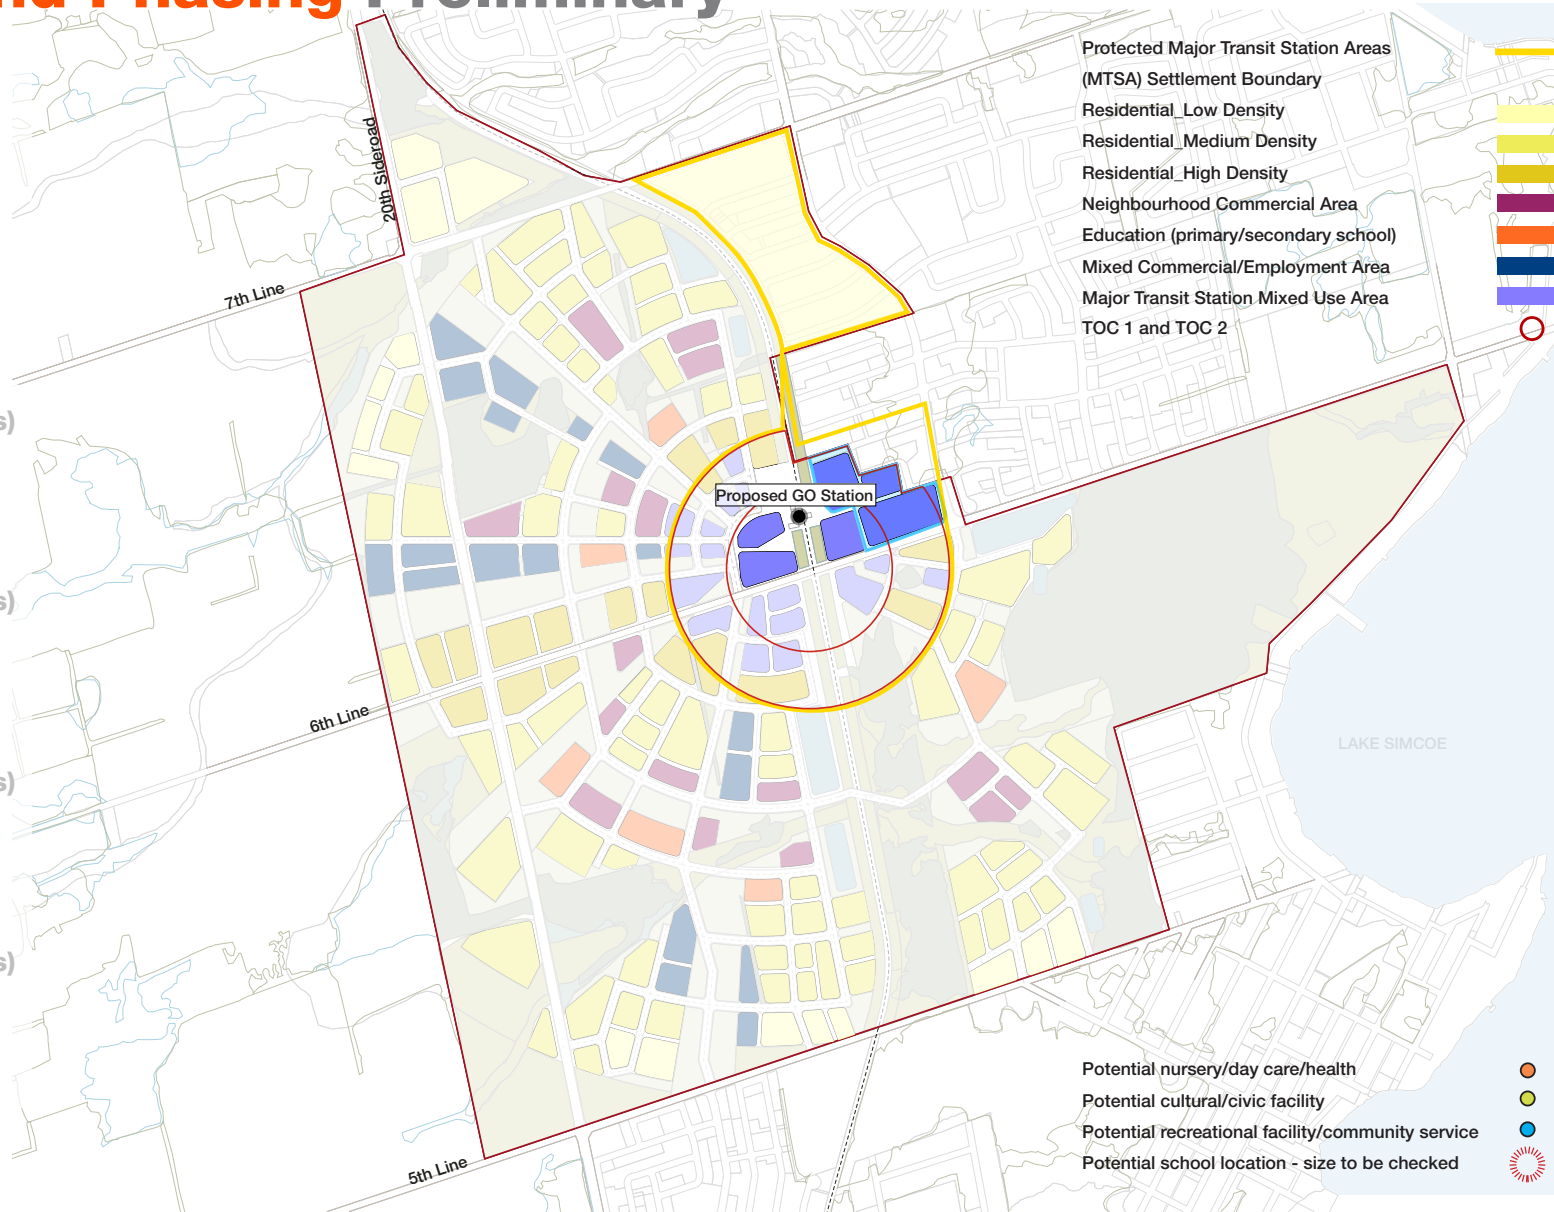 Phasing Preliminary
Protected Major Transit Station Areas
(MTSA) Settlement Boundary
Residential_Low Density
Residential_Medium Density
Residential_High Density
Neighbourhood Commercial Area
Education (primary/secondary school)
Mixed Commercial/Employment Area
Major Transit Station Mixed Use Area
TOC 1 and TOC 2
20th Sideroad
7th Line
s)
Proposed GO Station
s)
6th Line
LAKE SIMCOE
s)
s)
Potential nursery/day care/health
Potential cultural/civic facility
Potential recreational facility/community service
Potential school location - size to be checked
5th Line